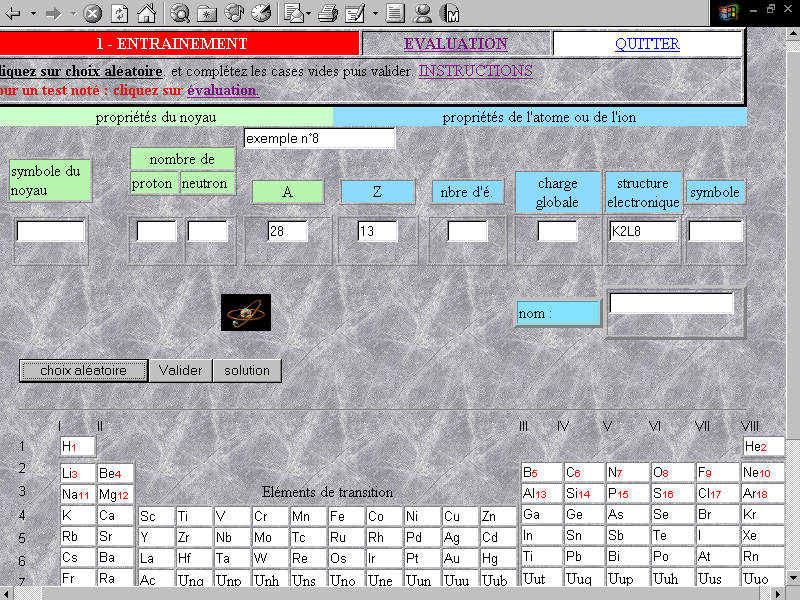 1 - ENTRAINEMENT EVALUATION QUITTER
liquez sur choix aléatoire. et complétez les cases vides puis valider. INSTRUCTIONS
our un test noté : cliquez sur évaluation.
propriétés du noyau propriétés de l'atome ou de l'ion
exemple n°8
symbole du noyau
nombre de
proton neutron
A Z nbre d'é.
charge globale
structure electronique
symbole
28 13 K2L8
nom :
choix aléatoire Valider solution
I II III IV V VI VII VIII
1 H1 He2
2 Li3 Be4 B5 C6 N7 O8 F9 Ne10
3 Na11 Mg12 Eléments de transition Al13 Si14 P15 S16 Cl17 Ar18
4 K Ca Sc Ti V Cr Mn Fe Co Ni Cu Zn Ga Ge As Se Br Kr
5 Rb Sr Y Zr Nb Mo Tc Ru Rh Pd Ag Cd In Sn Sb Te I Xe
6 Cs Ba La Hf Ta W Re Os Ir Pt Au Hg Ti Pb Bi Po At Rn
7 Fr Ra Ac Unq Unp Unh Uns Uno Une Uun Uuu Uub Uut Uuq Uup Uuh Uus Uuo